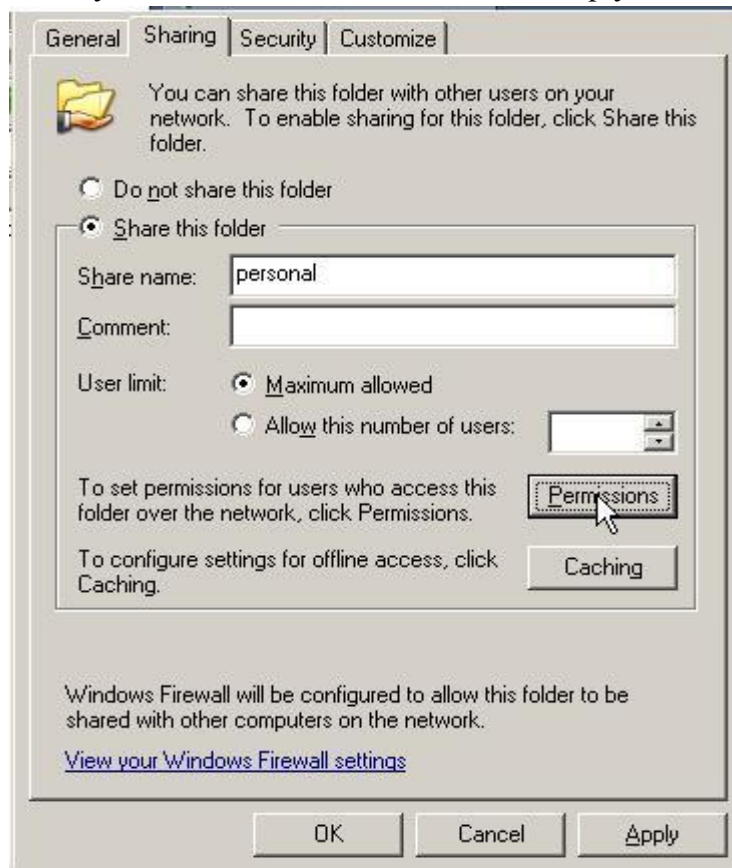 General Sharing Security Customize
You can share this folder with other users on your
network. To enable sharing for this folder, click Share this
folder.
Do not share this folder
Share this folder
Share name: personal
Comment:
User limit: Maximum allowed
Allow this number of users:
To set permissions for users who access this
folder over the network, click Permissions.
Permissions
To configure settings for offline access, click
Caching.
Caching
Windows Firewall will be configured to allow this folder to be
shared with other computers on the network.
View your Windows Firewall settings
OK Cancel Apply